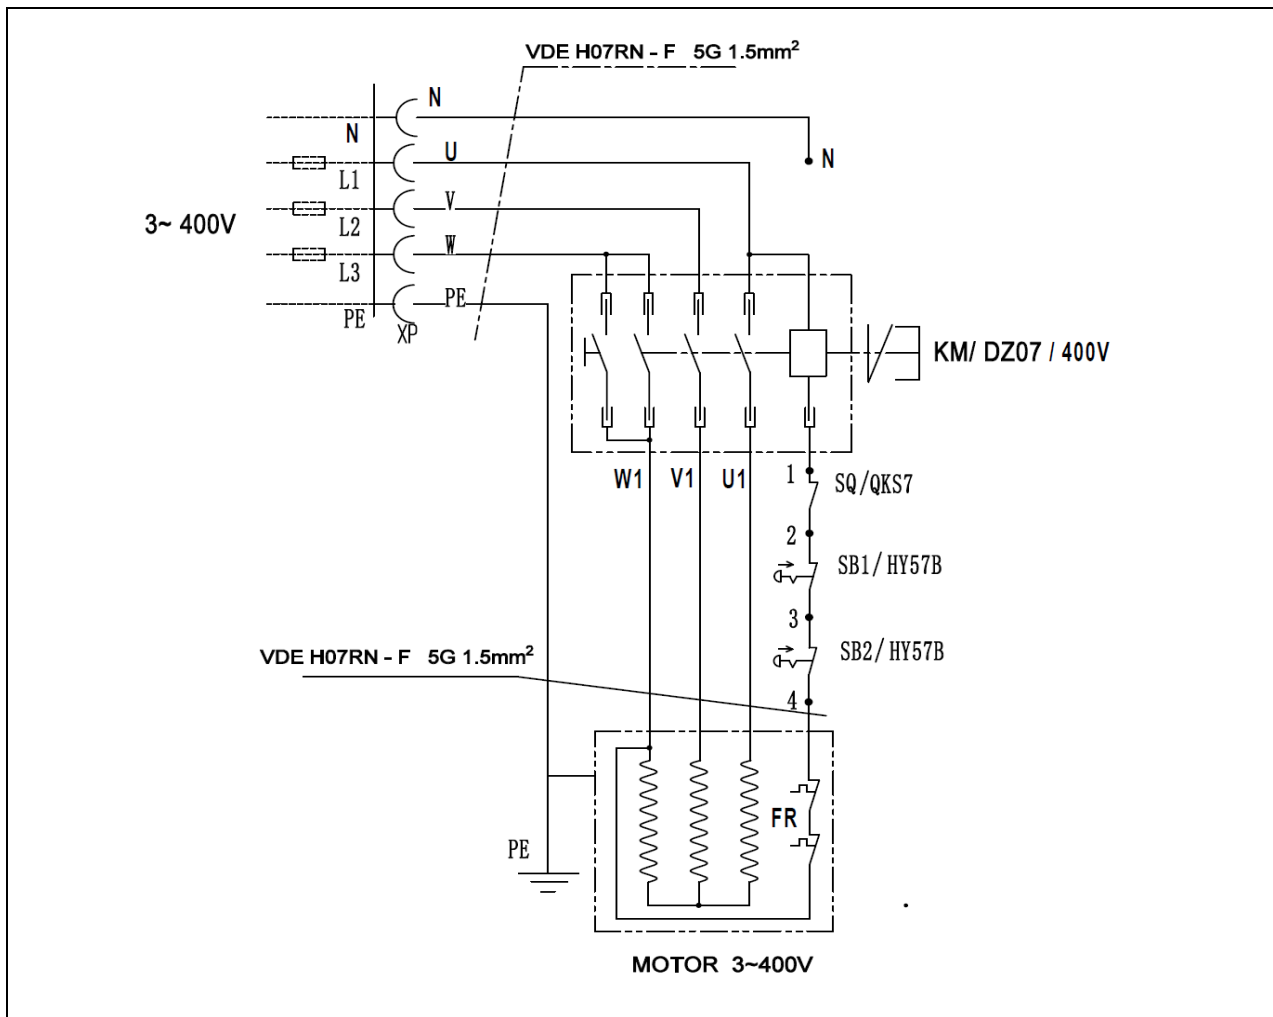 VDE H07RN - F 5G 1.5mm²
N
N
N
U
L1
V
3~ 400V
L2
W
L3
PE
PE
XP
KM/ DZ07 / 400V
W1 V1 U1
1 SQ/QKS7
2
SB1/HY57B
3
SB2/HY57B
VDE H07RN - F 5G 1.5mm²
4
FR
PE
MOTOR 3~400V